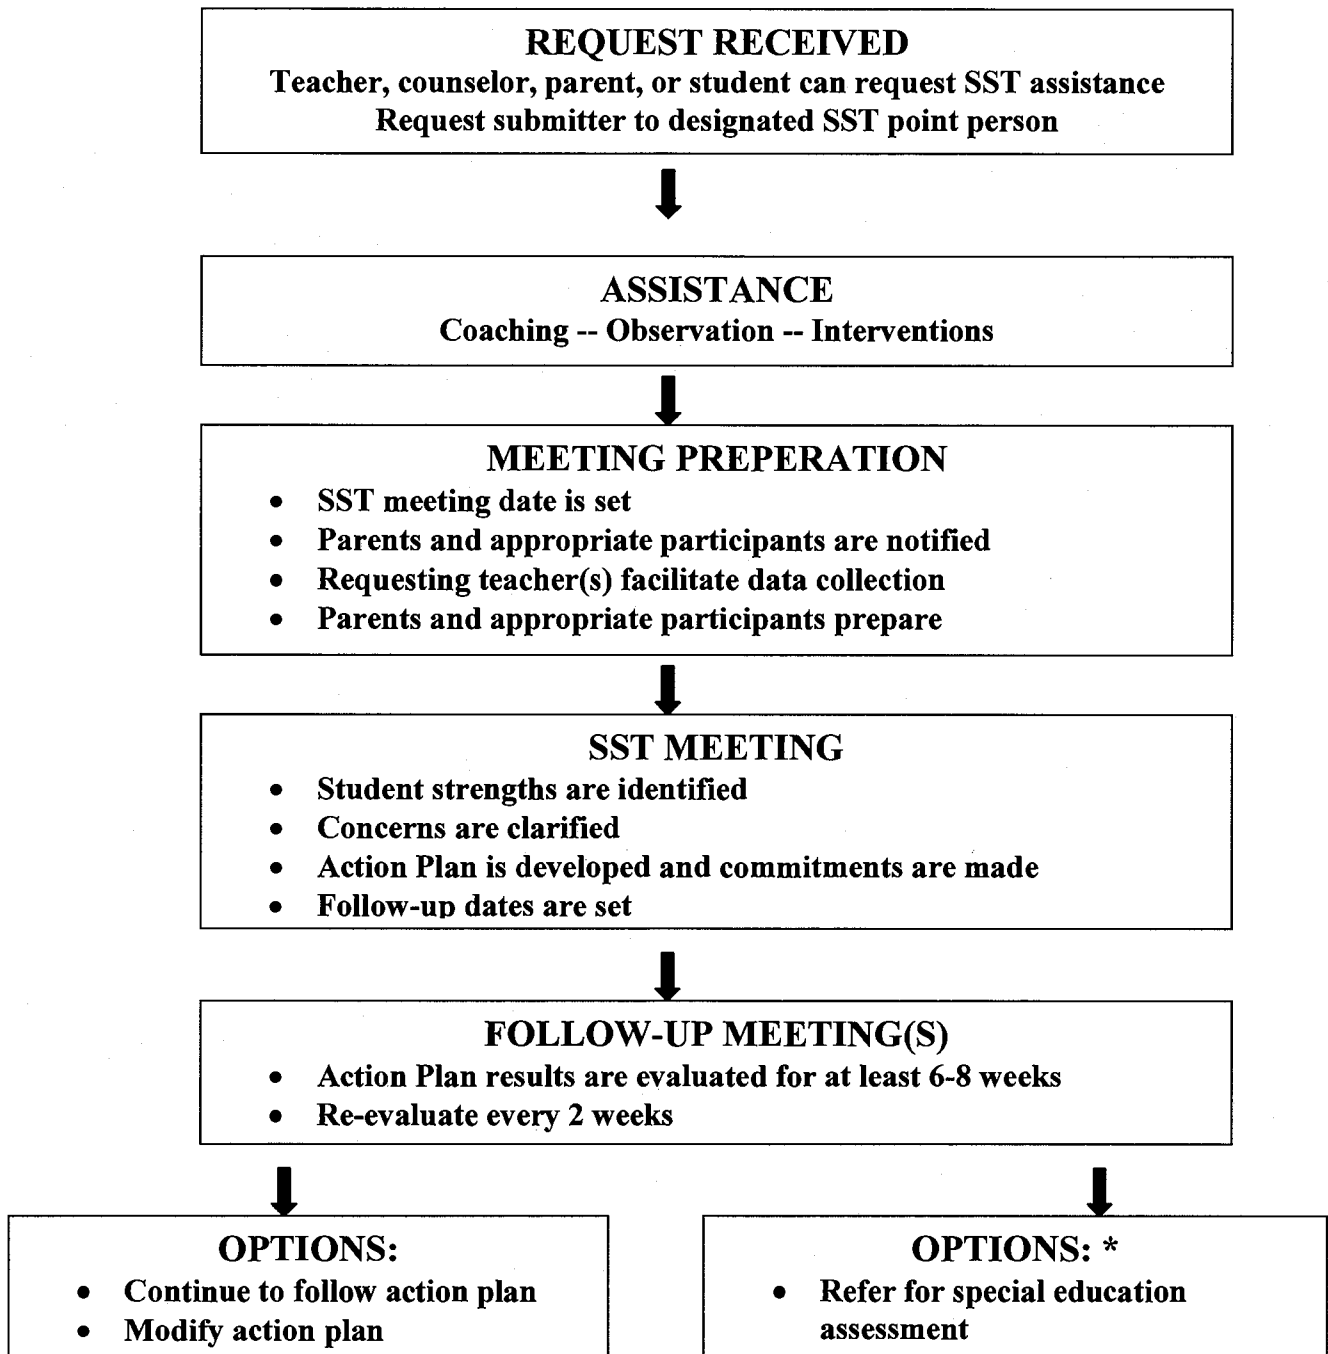 REQUEST RECEIVED
Teacher, counselor, parent, or student can request SST assistance
Request submitter to designated SST point person
ASSISTANCE
Coaching -- Observation -- Interventions
MEETING PREPERATION
• SST meeting date is set
• Parents and appropriate participants are notified
• Requesting teacher(s) facilitate data collection
• Parents and appropriate participants prepare
SST MEETING
• Student strengths are identified
• Concerns are clarified
• Action Plan is developed and commitments are made
• Follow-up dates are set
FOLLOW-UP MEETING(S)
• Action Plan results are evaluated for at least 6-8 weeks
• Re-evaluate every 2 weeks
OPTIONS:
• Continue to follow action plan
• Modify action plan
OPTIONS: *
• Refer for special education
assessment